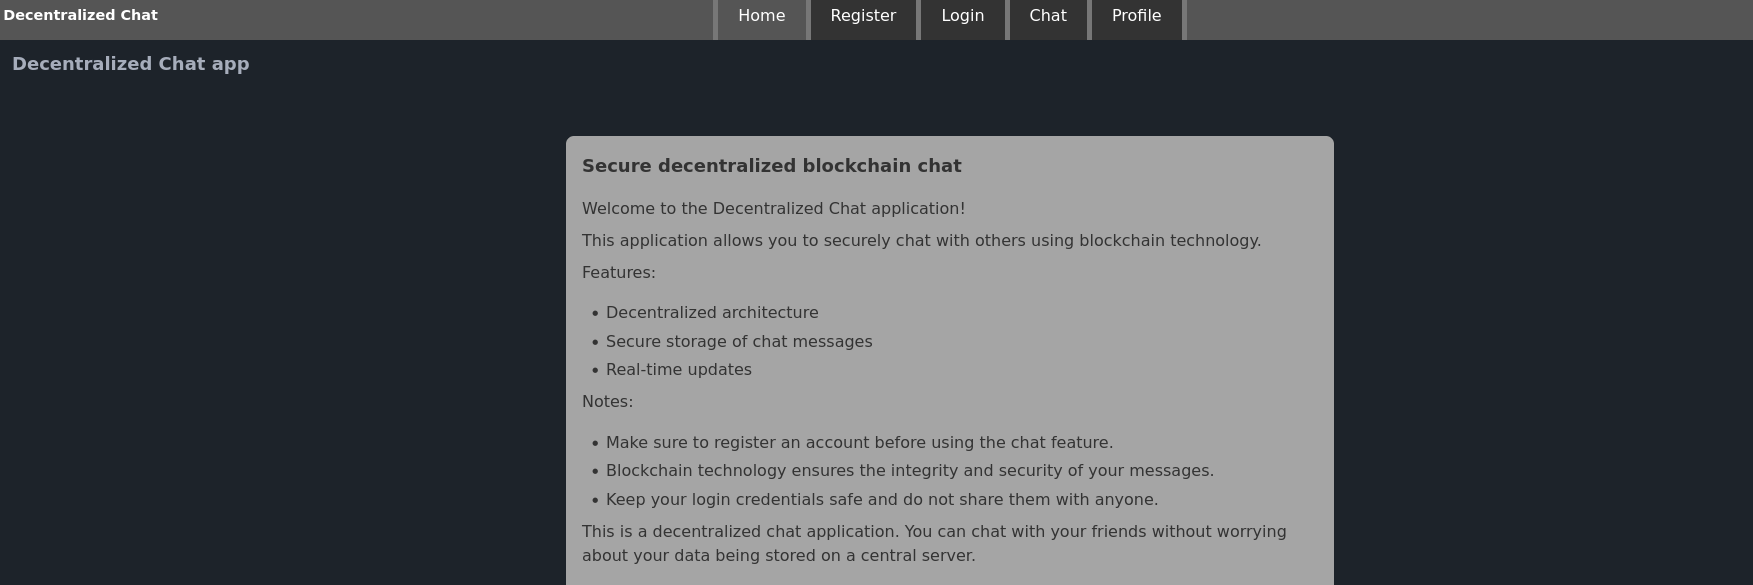 Decentralized Chat
Home
Register
Login
Chat
Profile
Decentralized Chat app
Secure decentralized blockchain chat
Welcome to the Decentralized Chat application!
This application allows you to securely chat with others using blockchain technology.
Features:
• Decentralized architecture
• Secure storage of chat messages
• Real-time updates
Notes:
• Make sure to register an account before using the chat feature.
• Blockchain technology ensures the integrity and security of your messages.
• Keep your login credentials safe and do not share them with anyone.
This is a decentralized chat application. You can chat with your friends without worrying
about your data being stored on a central server.